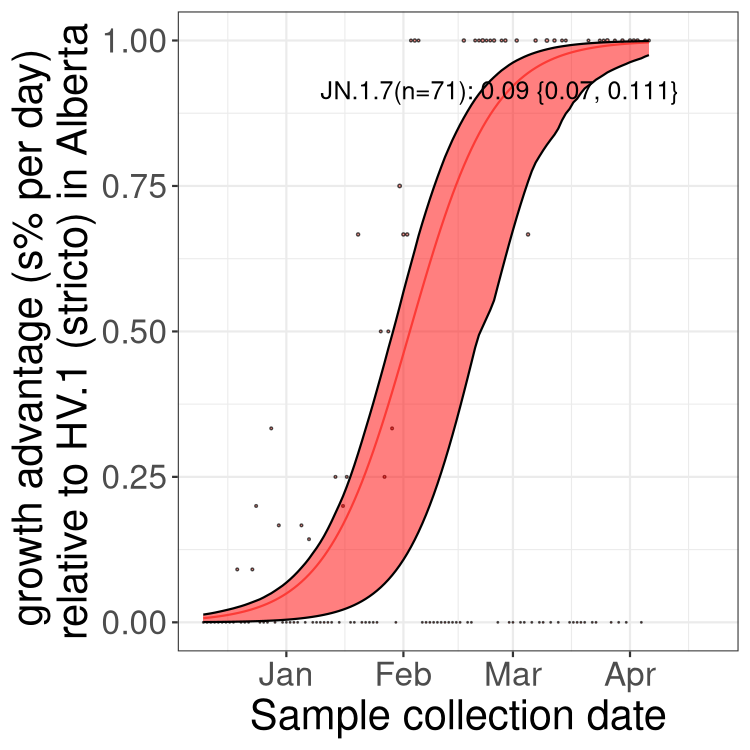 growth advantage (s% per day)
relative to HV.1 (stricto) in Alberta
1.00
0.75
0.50
0.25
0.00
JN.1.7(n=71): 0.09 {0.07, 0.111}
Jan Feb Mar Apr
Sample collection date